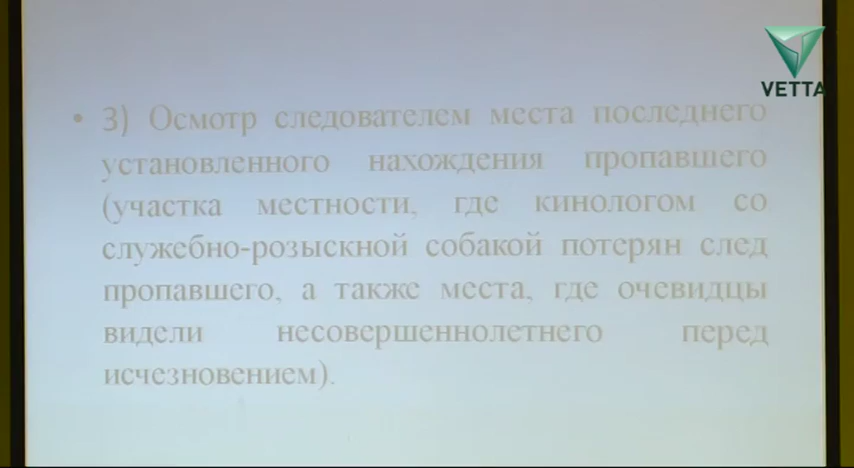 VETTA
• 3) Осмотр следователем места последнего
установленного нахождения пропавшего
(участка местности, где кинологом со
служебно-розыскной собакой потерян след
пропавшего, а также места, где очевидцы
видели несовершеннолетнего перед
исчезновением).